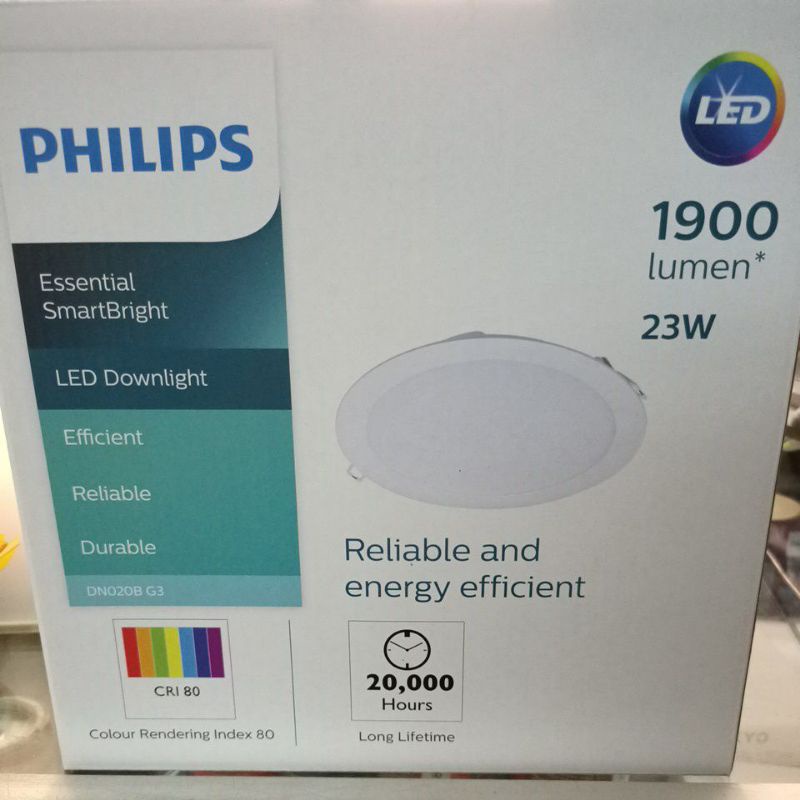 PHILIPS
LED
1900
lumen*
23W
Essential
SmartBright
LED Downlight
Efficient
Reliable
Durable
DN020B G3
Reliable and
energy efficient
CRI 80
Colour Rendering Index 80
20,000
Hours
Long Lifetime